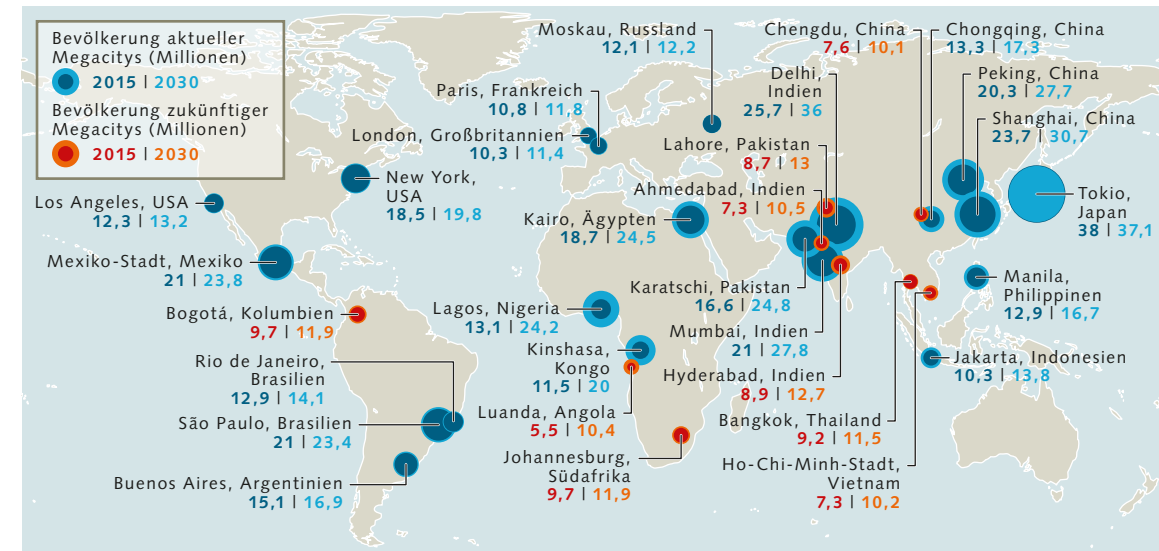 Bevölkerung aktueller
Megacitys (Millionen)
2015 | 2030
Bevölkerung zukünftiger
Megacitys (Millionen)
2015 | 2030
Los Angeles, USA
12,3 | 13,2
New York,
USA
18,5 | 19,8
Mexiko-Stadt, Mexiko
21 | 23,8
Bogotá, Kolumbien
9,7 | 11,9
Rio de Janeiro,
Brasilien
12,9 | 14,1
São Paulo, Brasilien
21 | 23,4
Buenos Aires, Argentinien
15,1 | 16,9
Moskau, Russland
12,1 | 12,2
Paris, Frankreich
10,8 | 11,8
London, Großbritannien
10,3 | 11,4
Kairo, Ägypten
18,7 | 24,5
Lagos, Nigeria
13,1 | 24,2
Kinshasa,
Kongo
11,5 | 20
Luanda, Angola
5,5 | 10,4
Johannesburg,
Südafrika
9,7 | 11,9
Chengdu, China
7,6 | 10,1
Delhi,
Indien
25,7 | 36
Lahore, Pakistan
8,7 | 13
Ahmedabad, Indien
7,3 | 10,5
Karatschi, Pakistan
16,6 | 24,8
Mumbai, Indien
21 | 27,8
Hyderabad, Indien
8,9 | 12,7
Bangkok, Thailand
9,2 | 11,5
Ho-Chi-Minh-Stadt,
Vietnam
7,3 | 10,2
Chongqing, China
13,3 | 17,3
Peking, China
20,3 | 27,7
Shanghai, China
23,7 | 30,7
Tokio,
Japan
38 | 37,1
Manila,
Philippinen
12,9 | 16,7
Jakarta, Indonesien
10,3 | 13,8